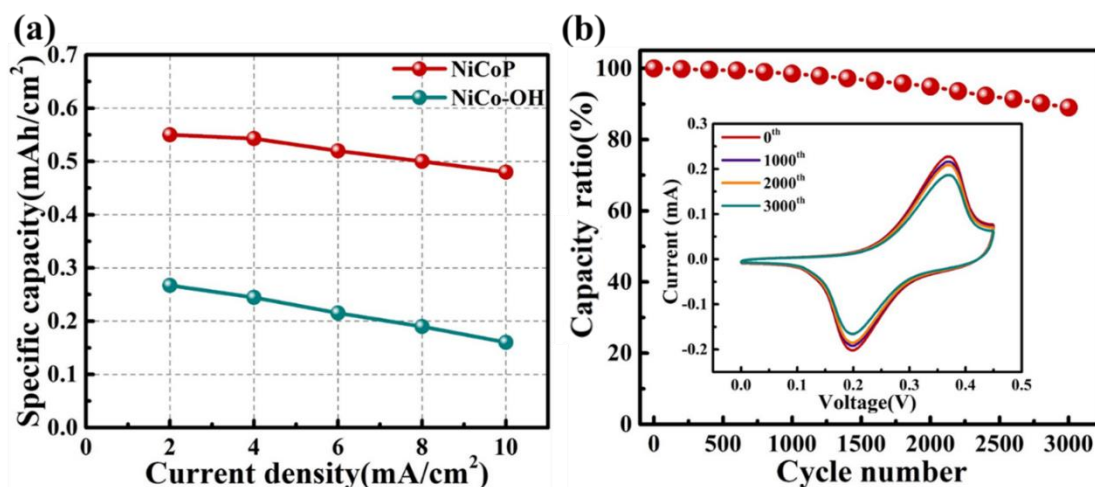 (a)
Specific capacity(mAh/cm²)
0.7
0.6
0.5
0.4
0.3
0.2
0.1
0.0
0 2 4 6 8 10
Current density(mA/cm²)
NiCoP
NiCo-OH
(b)
Capacity ratio(%)
100
80
60
40
20
0
0 500 1000 1500 2000 2500 3000
Cycle number
0th
1000th
2000th
3000th
Current (mA)
0.3
0.2
0.1
0.0
-0.1
-0.2
0.0 0.1 0.2 0.3 0.4 0.5
Voltage(V)